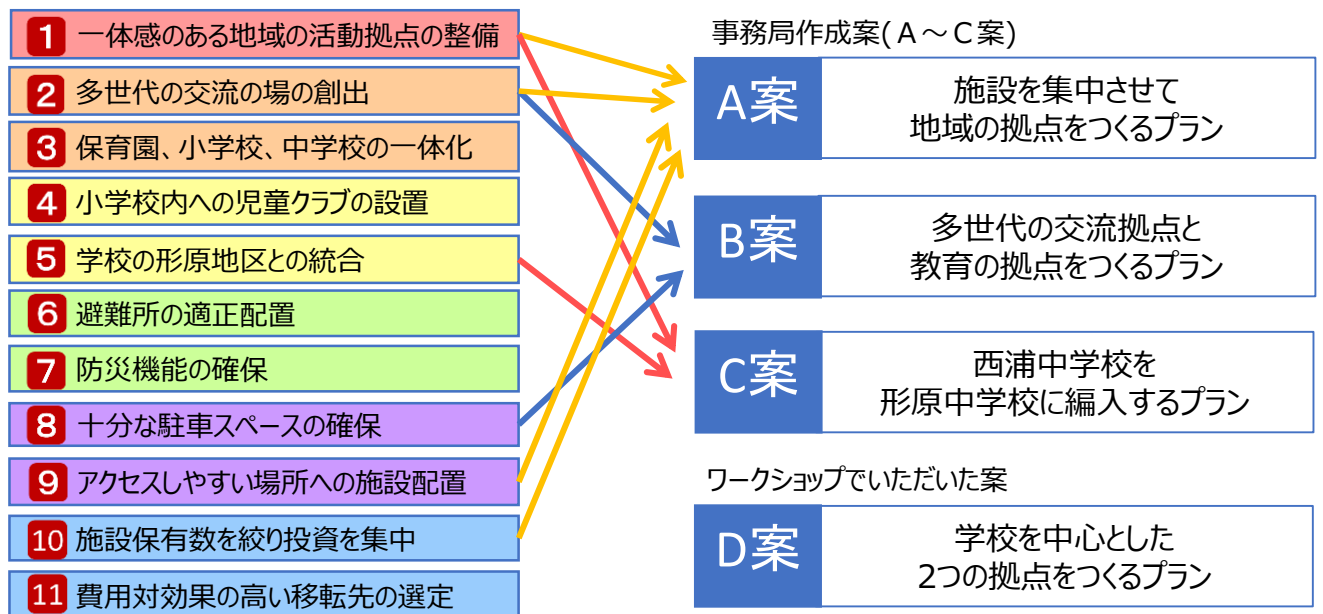 1 一体感のある地域の活動拠点の整備
2 多世代の交流の場の創出
3 保育園、小学校、中学校の一体化
4 小学校内への児童クラブの設置
5 学校の形原地区との統合
6 避難所の適正配置
7 防災機能の確保
8 十分な駐車スペースの確保
9 アクセスしやすい場所への施設配置
10 施設保有数を絞り投資を集中
11 費用対効果の高い移転先の選定
事務局作成案(A～C案)
A案
施設を集中させて
地域の拠点をつくるプラン
B案
多世代の交流拠点と
教育の拠点をつくるプラン
C案
西浦中学校を
形原中学校に編入するプラン
ワークショップでいただいた案
D案
学校を中心とした
2つの拠点をつくるプラン